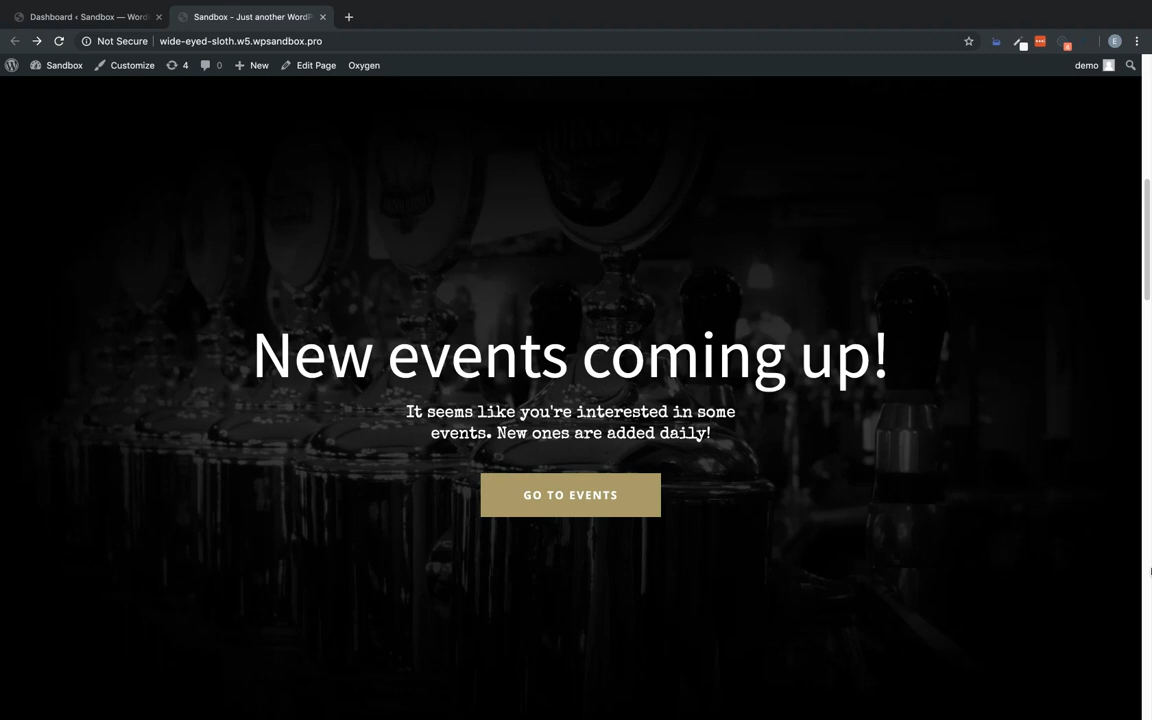 Dashboard ‹ Sandbox — Word
Sandbox - Just another WordP
Not Secure
wide-eyed-sloth.w5.wpsandbox.pro
E
Sandbox
Customize
4
0
New
Edit Page
Oxygen
demo
New events coming up!
It seems like you're interested in some
events. New ones are added daily!
GO TO EVENTS